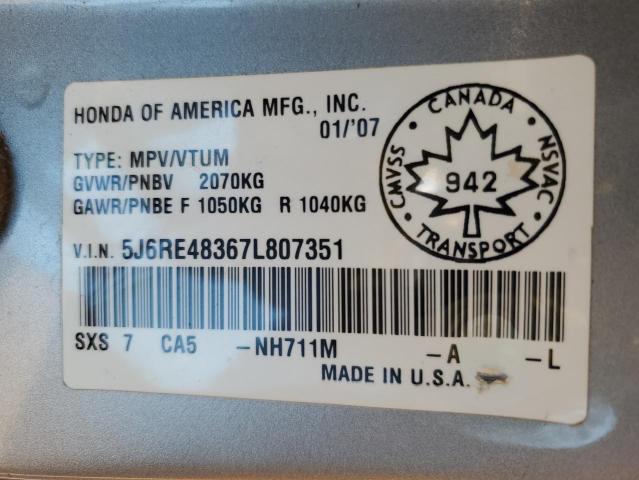 HONDA OF AMERICA MFG., INC.
01/'07
TYPE: MPV/VTUM
GVWR/PNBV 2070KG
GAWR/PNBE F 1050KG R 1040KG
V.I.N. 5J6RE48367L807351
SXS 7 CA5 -NH711M -A -L
MADE IN U.S.A.
CANADA
CMVSS 942 NSVAC
TRANSPORT